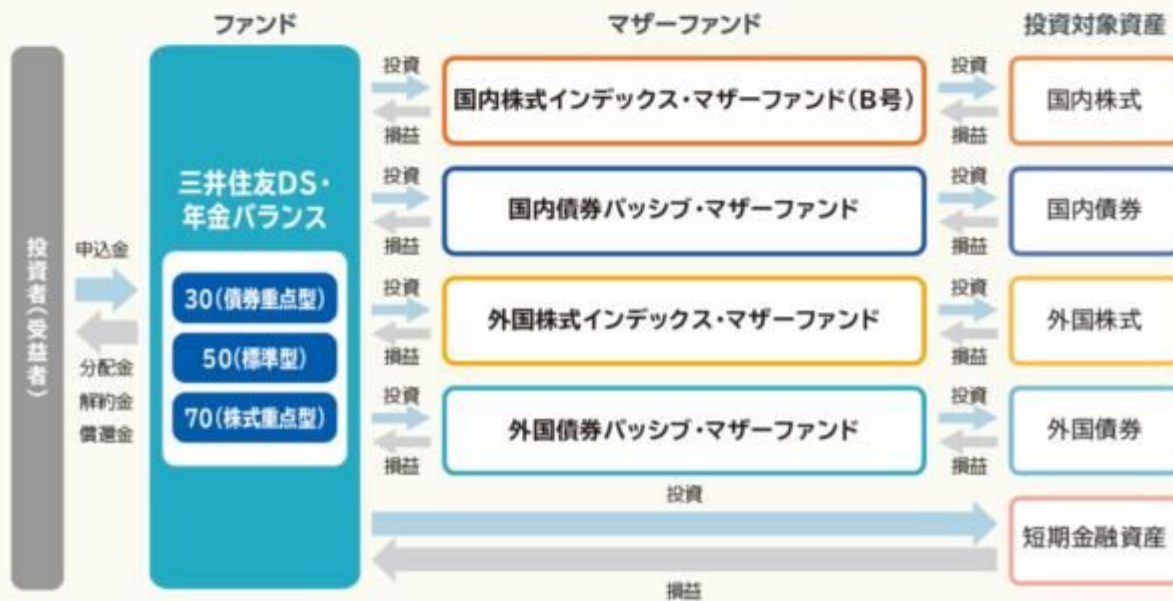 ファンド
マザーファンド
投資対象資産
投資者(受益者)
申込金
分配金
解約金
償還金
三井住友DS・
年金バランス
30(債券重点型)
50(標準型)
70(株式重点型)
投資
損益
国内株式インデックス・マザーファンド(B号)
投資
損益
国内株式
投資
損益
国内債券パッシブ・マザーファンド
投資
損益
国内債券
投資
損益
外国株式インデックス・マザーファンド
投資
損益
外国株式
投資
損益
外国債券パッシブ・マザーファンド
投資
損益
外国債券
投資
損益
短期金融資産